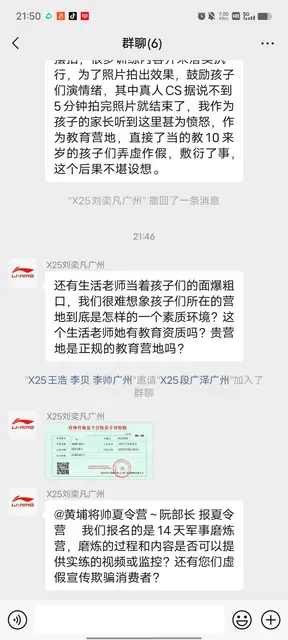 21:50
7.00
KB/s
5G
群聊(6)
摆拍，很多训练内容并未落实执
行，为了照片拍出效果，鼓励孩子
们演情绪，其中真人CS据说不到
5分钟拍完照片就结束了，我作为
孩子的家长听到这里甚为愤怒，作
为教育营地，直接了当的教10来
岁的孩子们弄虚作假，敷衍了事，
这个后果不堪设想。
"X25刘奕凡广州" 撤回了一条消息
21:46
X25刘奕凡广州
LI-NING
还有生活老师当着孩子们的面爆粗
口，我们很难想象孩子们所在的营
地到底是怎样的一个素质环境？这
个生活老师她有教育资质吗？贵营
地是正规的教育营地吗？
"X25王浩 李贝 李帅广州"邀请"X25段广泽广州"加入了
群聊
X25刘奕凡广州
LI-NING
X25刘奕凡广州
LI-NING
@黄埔将帅夏令营～阮部长 报夏令
营 我们报名的是14天军事磨炼
营，磨炼的过程和内容是否可以提
供实练的视频或监控？还有您们虚
假宣传欺骗消费者？